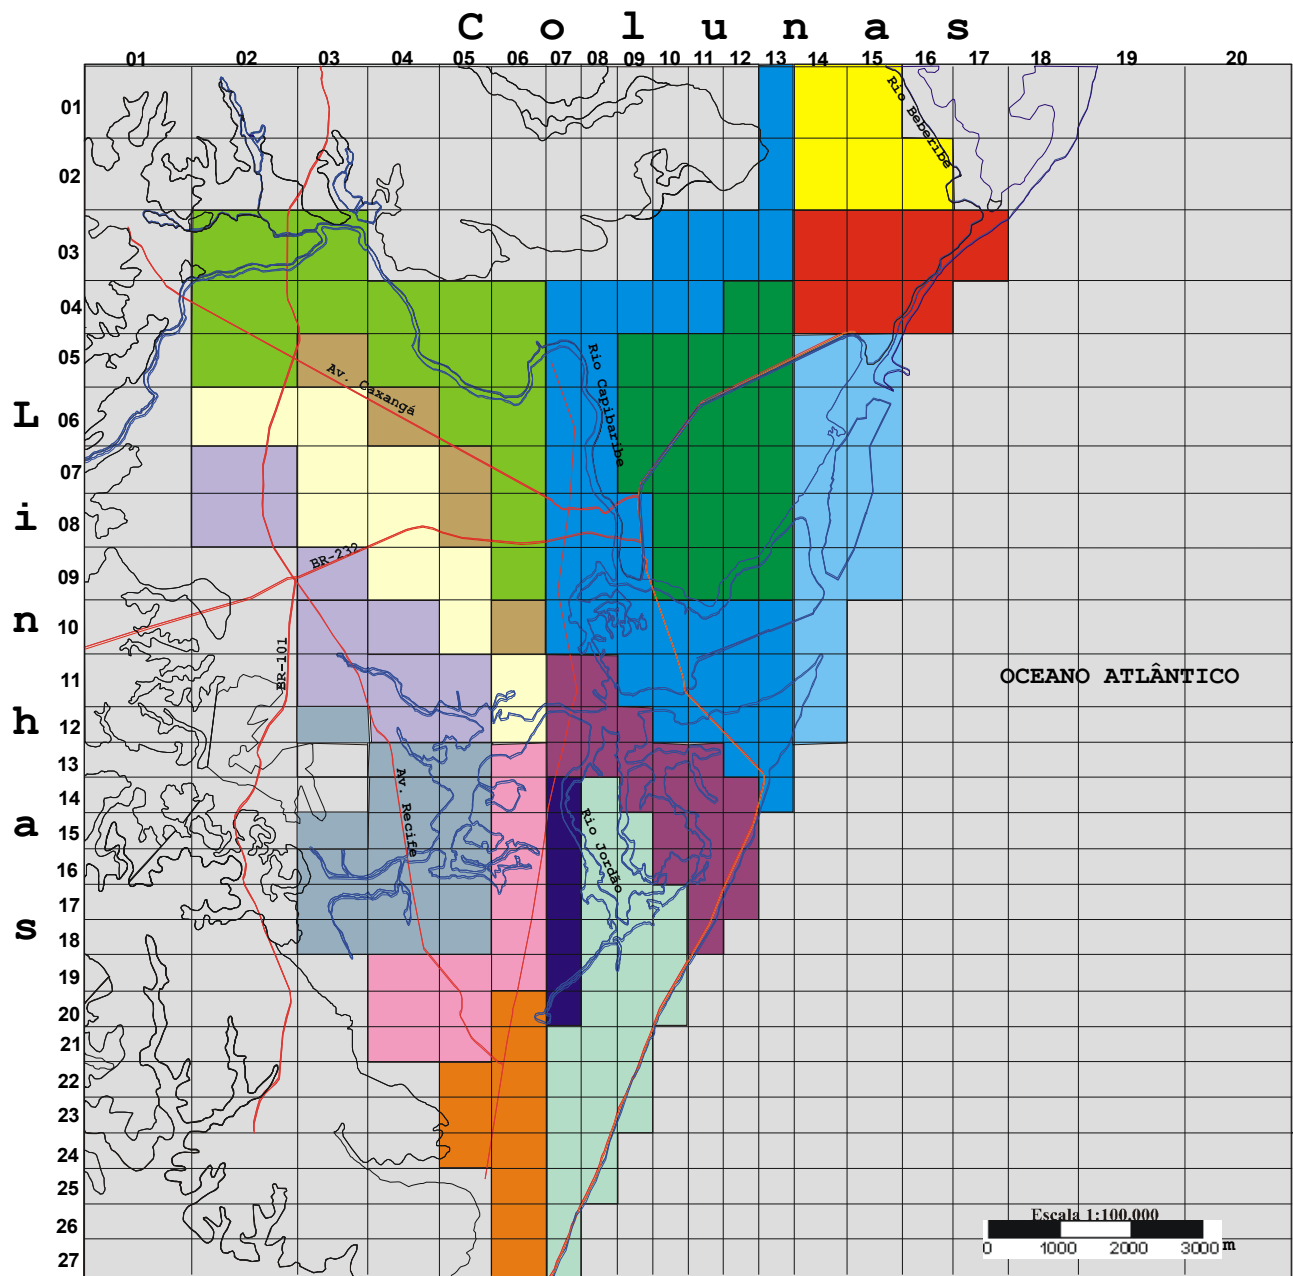 Colunas
01 02 03 04 05 06 07 08 09 10 11 12 13 14 15 16 17 18 19 20
Linhas
01
02
03
04
05
06
07
08
09
10
11
12
13
14
15
16
17
18
19
20
21
22
23
24
25
26
27
Rio Beberibe
Rio Capibaribe
Av. Caxangá
BR-232
BR-101
OCEANO ATLÂNTICO
Av. Recife
Rio Jordão
Escala 1:100.000
0 1000 2000 3000 m